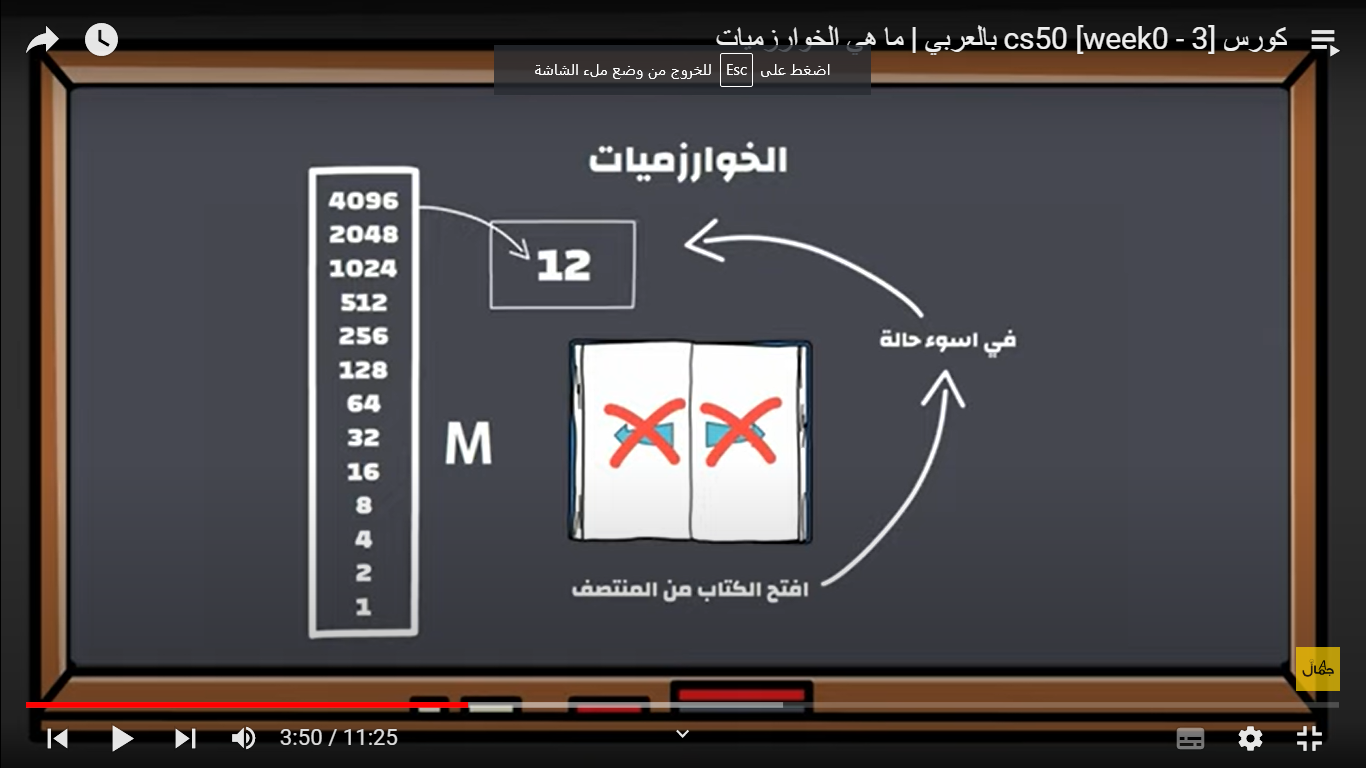 كورس cs50 [week0 - 3] بالعربي | ما هي الخوارزميات
اضغط على Esc للخروج من وضع ملء الشاشة
الخوارزميات
4096
2048
1024
512
256
128
64
32
16
8
4
2
1
12
في اسوء حالة
M
افتح الكتاب من المنتصف
جمال
3:50 / 11:25